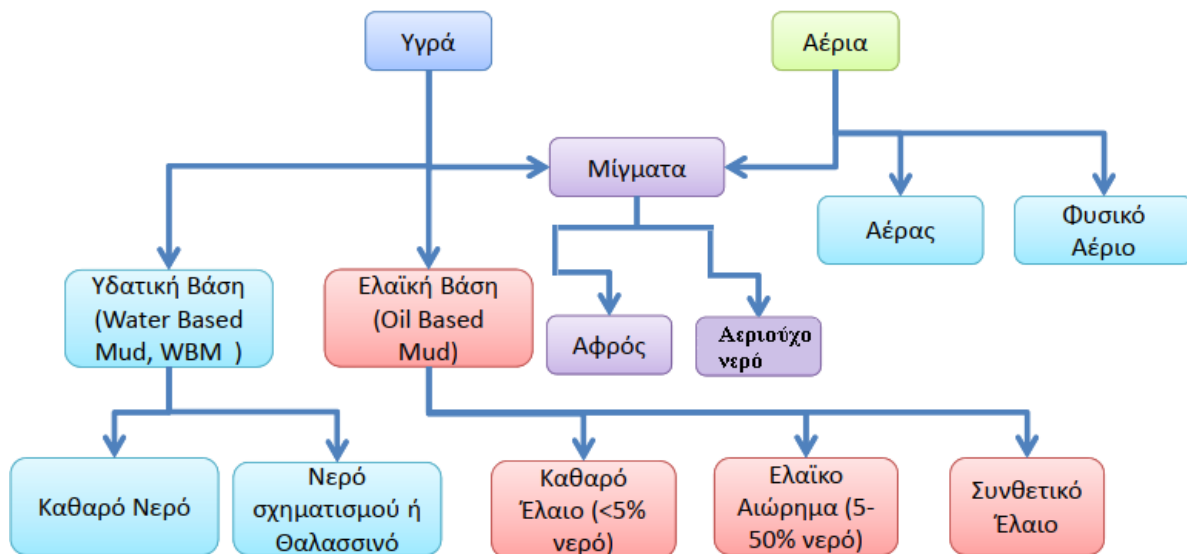 Υγρά
Αέρια
Μίγματα
Αέρας
Φυσικό
Αέριο
Υδατική Βάση
(Water Based
Mud, WBM )
Ελαϊκή Βάση
(Oil Based
Mud)
Αφρός
Αεριούχο
νερό
Καθαρό Νερό
Νερό
σχηματισμού ή
Θαλασσινό
Καθαρό
Έλαιο (<5%
νερό)
Ελαϊκο
Αιώρημα (5-
50% νερό)
Συνθετικό
Έλαιο